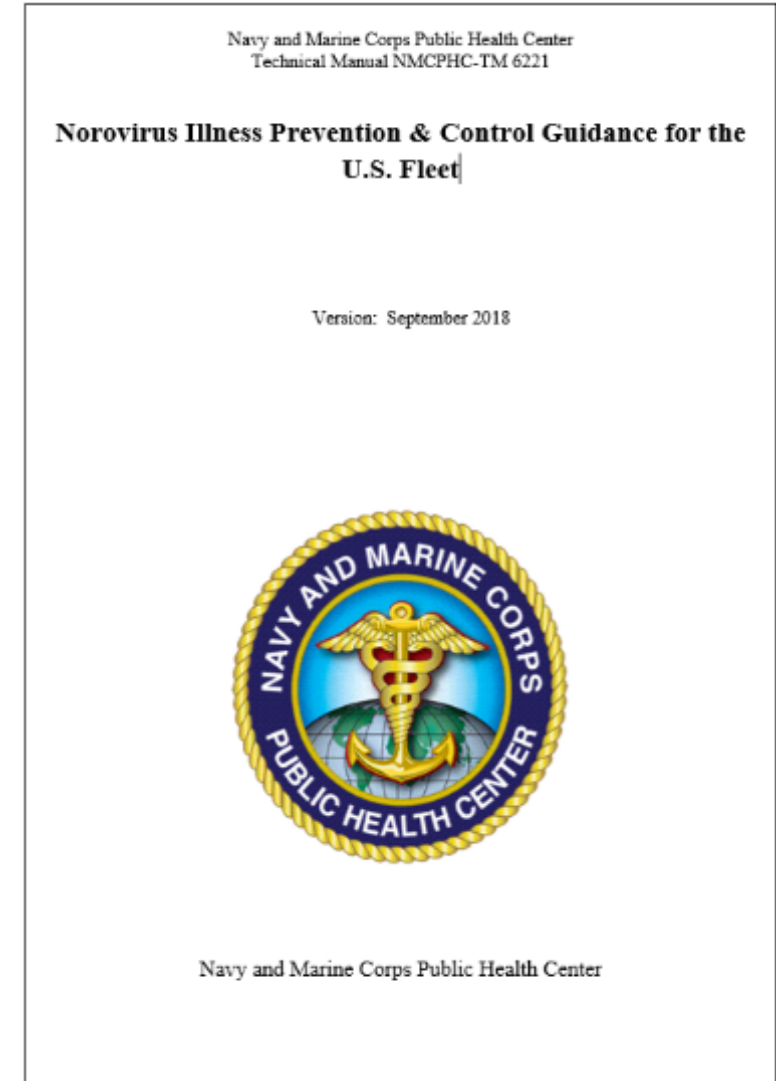 Navy and Marine Corps Public Health Center
Technical Manual NMCPHC-TM 6221
Norovirus Illness Prevention & Control Guidance for the
U.S. Fleet
Version: September 2018
NAVY AND MARINE CORPS
PUBLIC HEALTH CENTER
Navy and Marine Corps Public Health Center